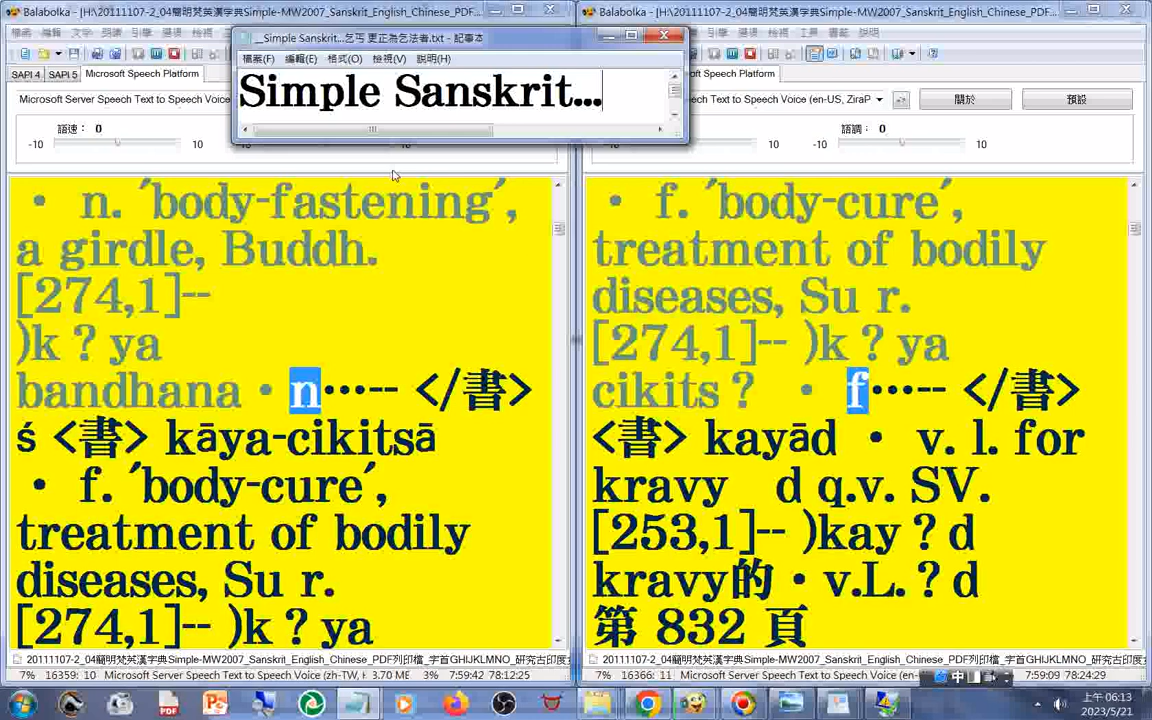 Balabolka - [H:\20111107-2_04簡明梵英漢字典Simple-MW2007_Sanskrit_English_Chinese_PDF...
Balabolka - [H:\20111107-2_04簡明梵英漢字典Simple-MW2007_Sanskrit_English_Chinese_PDF...
__Simple Sanskrit...乞丐 更正為乞法者.txt - 記事本
檔案(F) 編輯(E) 格式(O) 檢視(V) 說明(H)
Simple Sanskrit...
SAPI 4 SAPI 5 Microsoft Speech Platform
Microsoft Server Speech Text to Speech Voice
Text to Speech Voice (en-US, ZiraP
關於 預設
語速： 0
-10 10
語調： 0
10 -10 10
• n. ′body-fastening′,
a girdle, Buddh.
[274,1]--
)k ? ya
bandhana • n…-- </書>
ś <書> kāya-cikitsā
• f. ′body-cure′,
treatment of bodily
diseases, Su r.
[274,1]-- )k ? ya
• f. ′body-cure′,
treatment of bodily
diseases, Su r.
[274,1]-- )k ? ya
cikits ? • f…-- </書>
<書> kayād • v. l. for
kravy d q.v. SV.
[253,1]-- )kay ? d
kravy的 • v.L. ? d
第 832 頁
20111107-2_04簡明梵英漢字典Simple-MW2007_Sanskrit_English_Chinese_PDF列印檔_字首GHIJKLMNO_研究古印度
20111107-2_04簡明梵英漢字典Simple-MW2007_Sanskrit_English_Chinese_PDF列印檔_字首GHIJKLMNO_研究古印度
7% 16359: 10 Microsoft Server Speech Text to Speech Voice (zh-TW, H 3.70 ME 3% 7:59:42 / 78:12:25
7% 16366: 11 Microsoft Server Speech Text to Speech Voice 7:59:09 / 78:24:29
上午 06:13
2023/5/21